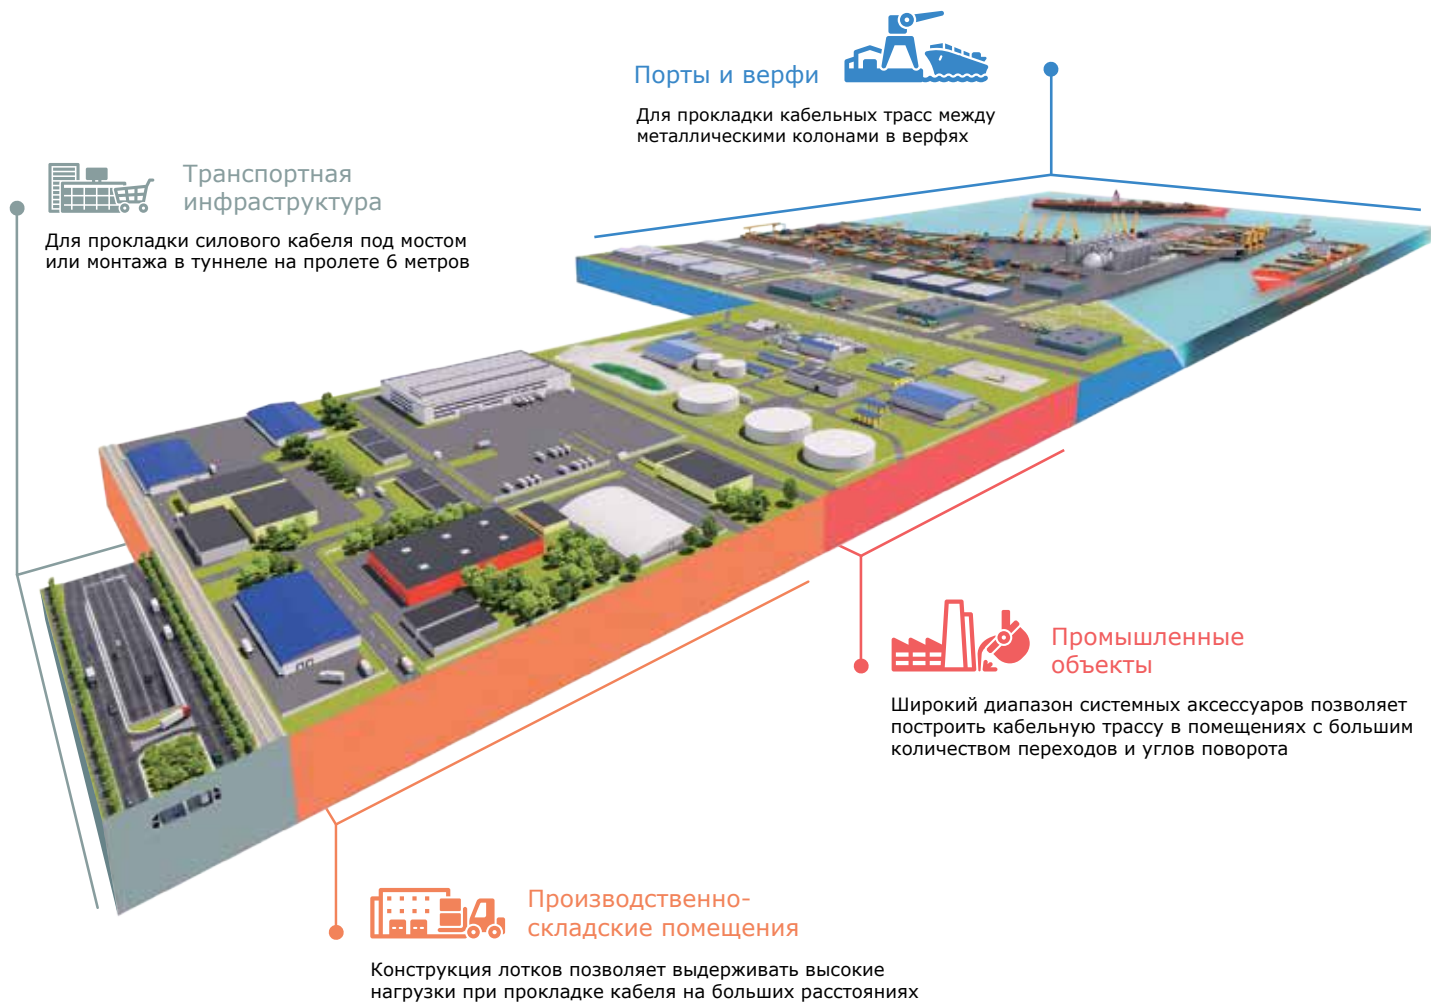 Порты и верфи
Для прокладки кабельных трасс между
металлическими колонами в верфях
Транспортная
инфраструктура
Для прокладки силового кабеля под мостом
или монтажа в туннеле на пролете 6 метров
Промышленные
объекты
Широкий диапазон системных аксессуаров позволяет
построить кабельную трассу в помещениях с большим
количеством переходов и углов поворота
Производственно-
складские помещения
Конструкция лотков позволяет выдерживать высокие
нагрузки при прокладке кабеля на больших расстояниях